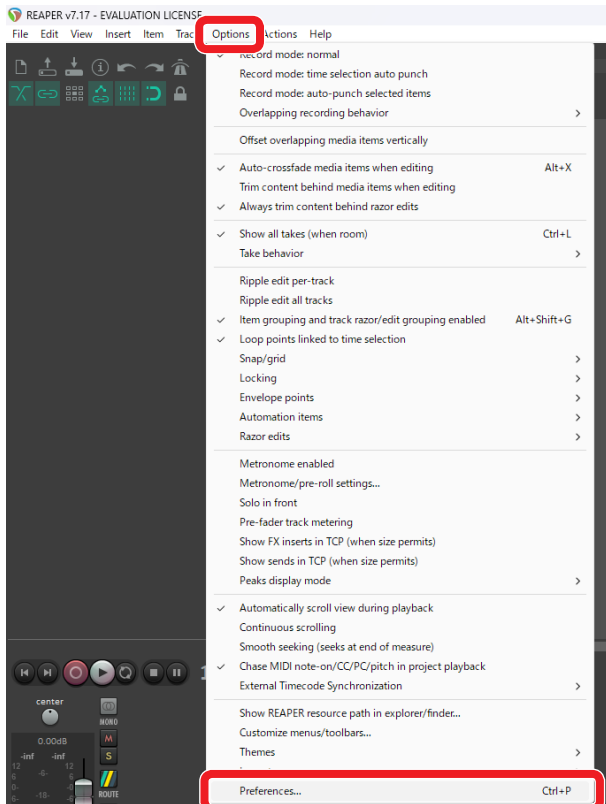 REAPER v7.17 - EVALUATION LICENSE
File Edit View Insert Item Trac Options Actions Help
Record mode: normal
Record mode: time selection auto punch
Record mode: auto-punch selected items
Overlapping recording behavior
Offset overlapping media items vertically
Auto-crossfade media items when editing Alt+X
Trim content behind media items when editing
Always trim content behind razor edits
Show all takes (when room) Ctrl+L
Take behavior
Ripple edit per-track
Ripple edit all tracks
Item grouping and track razor/edit grouping enabled Alt+Shift+G
Loop points linked to time selection
Snap/grid
Locking
Envelope points
Automation items
Razor edits
Metronome enabled
Metronome/pre-roll settings...
Solo in front
Pre-fader track metering
Show FX inserts in TCP (when size permits)
Show sends in TCP (when size permits)
Peaks display mode
Automatically scroll view during playback
Continuous scrolling
Smooth seeking (seeks at end of measure)
Chase MIDI note-on/CC/PC/pitch in project playback
External Timecode Synchronization
Show REAPER resource path in explorer/finder...
Customize menus/toolbars...
Themes
Preferences... Ctrl+P
1
center
MONO
0.00dB
M
-inf -inf
S
12 12
6 -6- 6
0- -0
6- -18- -6
ROUTE